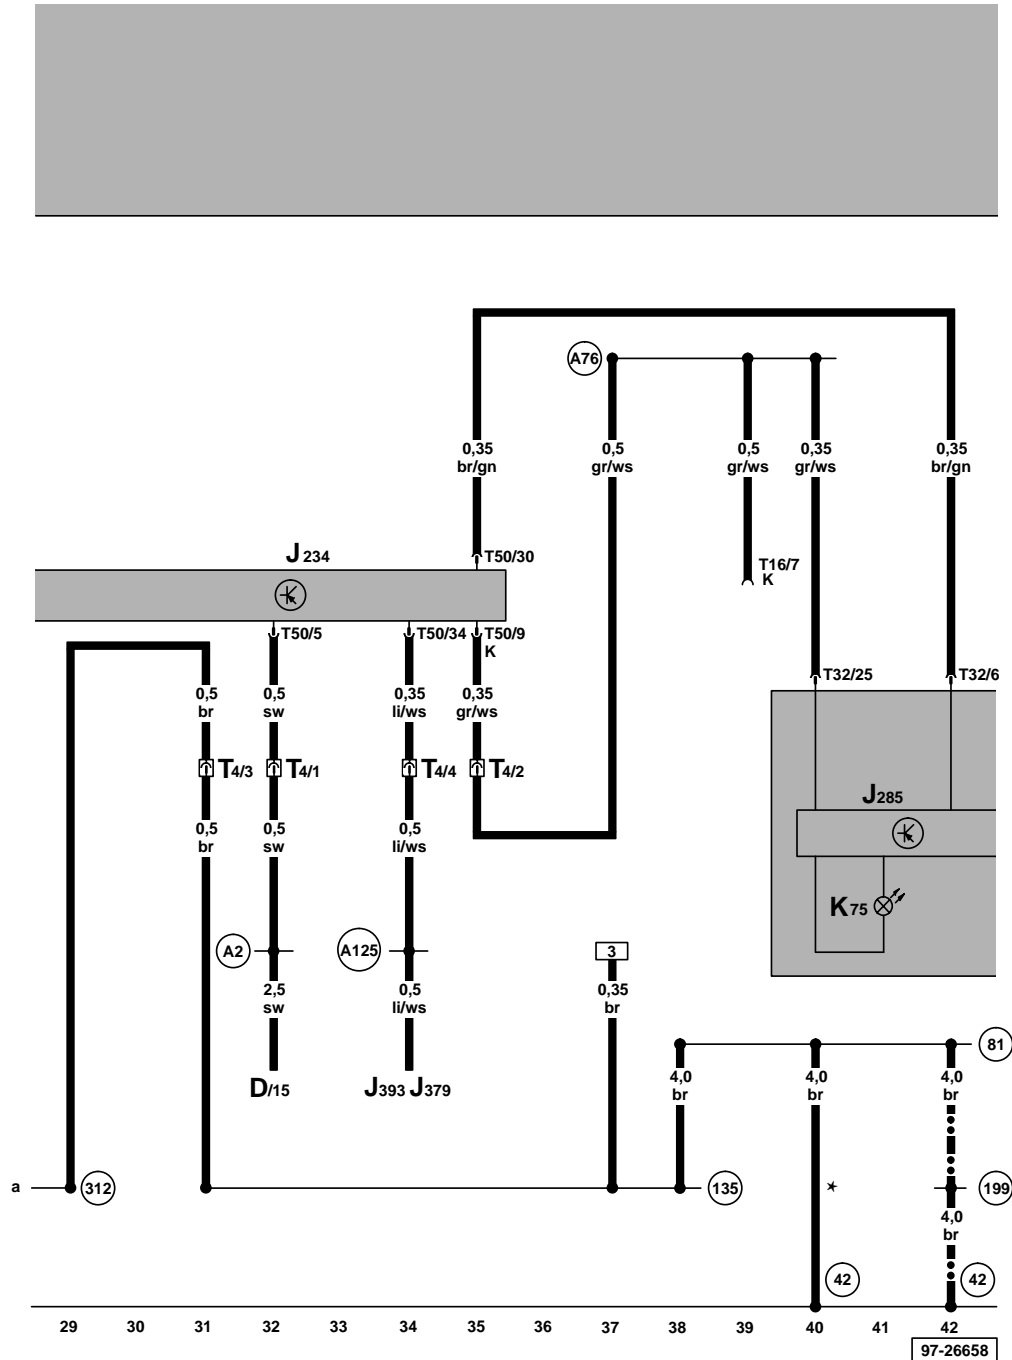 A76
0,35 0,5 0,5 0,35 0,35
br/gn gr/ws gr/ws gr/ws br/gn
J 234 T50/30
T16/7
K
T50/5 T50/34 T50/9
K
T32/25 T32/6
0,5 0,5 0,35 0,35
br sw li/ws gr/ws
T4/3 T4/1 T4/4 T4/2
J285
0,5 0,5 0,5
br sw li/ws
K75
A2 A125 3
2,5 0,5 0,35
sw li/ws br
81
D/15 J393 J379
4,0 4,0 4,0
br br br
a 312 135 * 199
4,0
br
42 42
29 30 31 32 33 34 35 36 37 38 39 40 41 42
97-26658